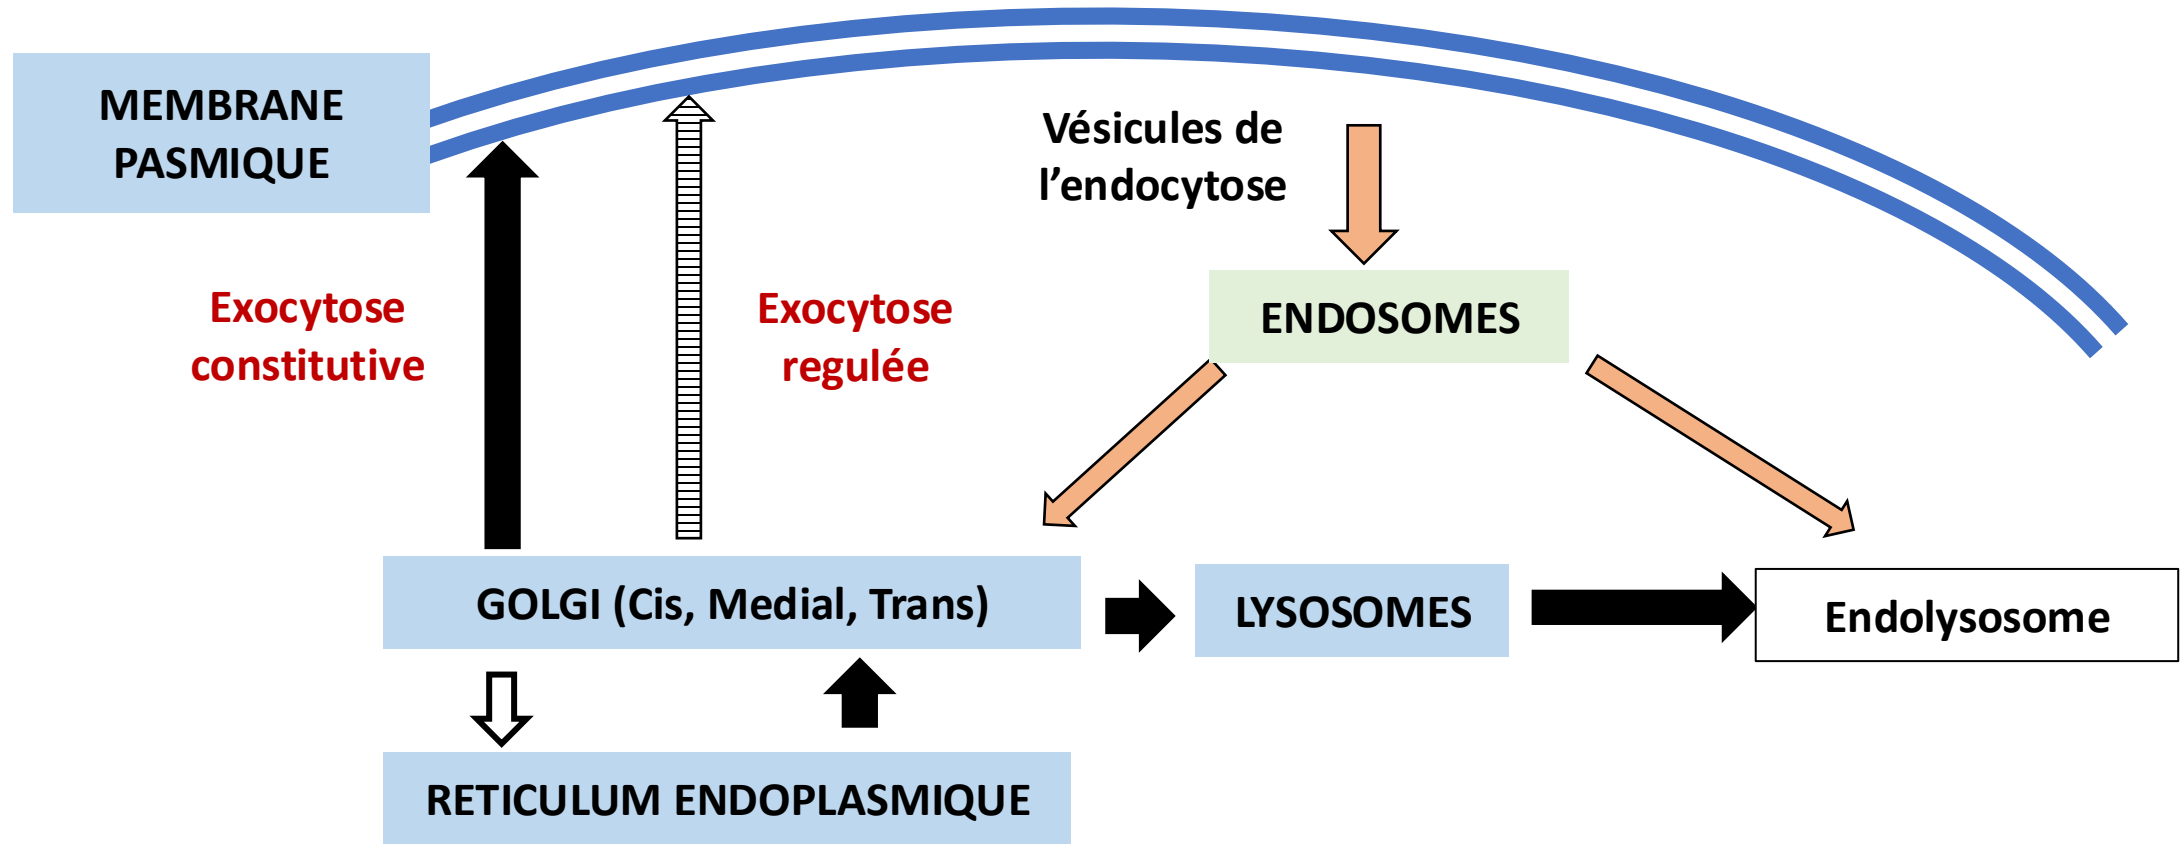 MEMBRANE
PASMIQUE
Vésicules de
l’endocytose
Exocytose
constitutive
Exocytose
regulée
ENDOSOMES
GOLGI (Cis, Medial, Trans)
LYSOSOMES
Endolysosome
RETICULUM ENDOPLASMIQUE